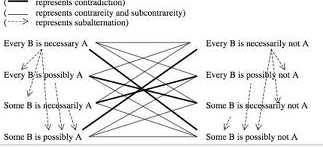 ( represents contradiction)
( represents contrareity and subcontrareity)
( represents subalternation)
Every B is necessary A Every B is necessarily not A
Every B is possibly A Every B is possibly not A
Some B is necessarily A Some B is necessarily not A
Some B is possibly A Some B is possibly not A